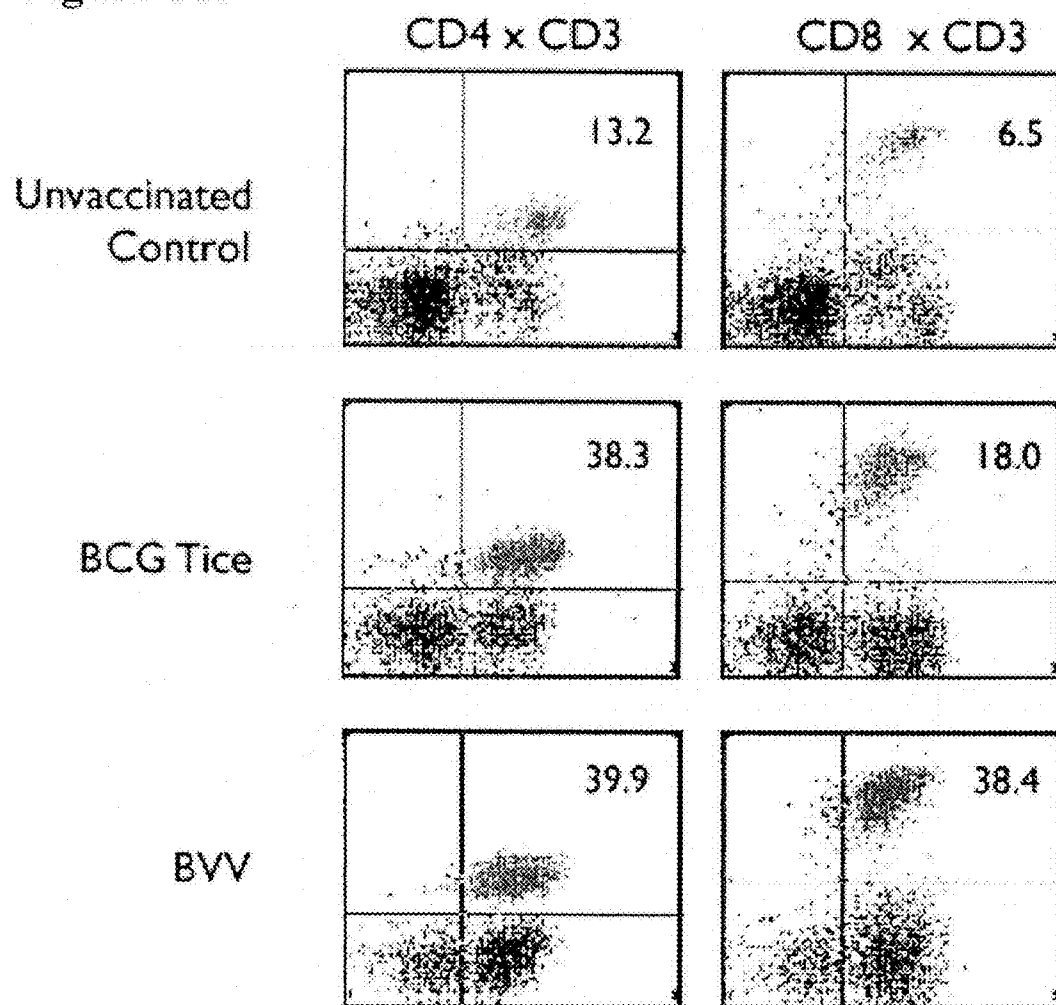 CD4 x CD3
CD8 x CD3
Unvaccinated
Control
13.2
6.5
BCG Tice
38.3
18.0
BVV
39.9
38.4